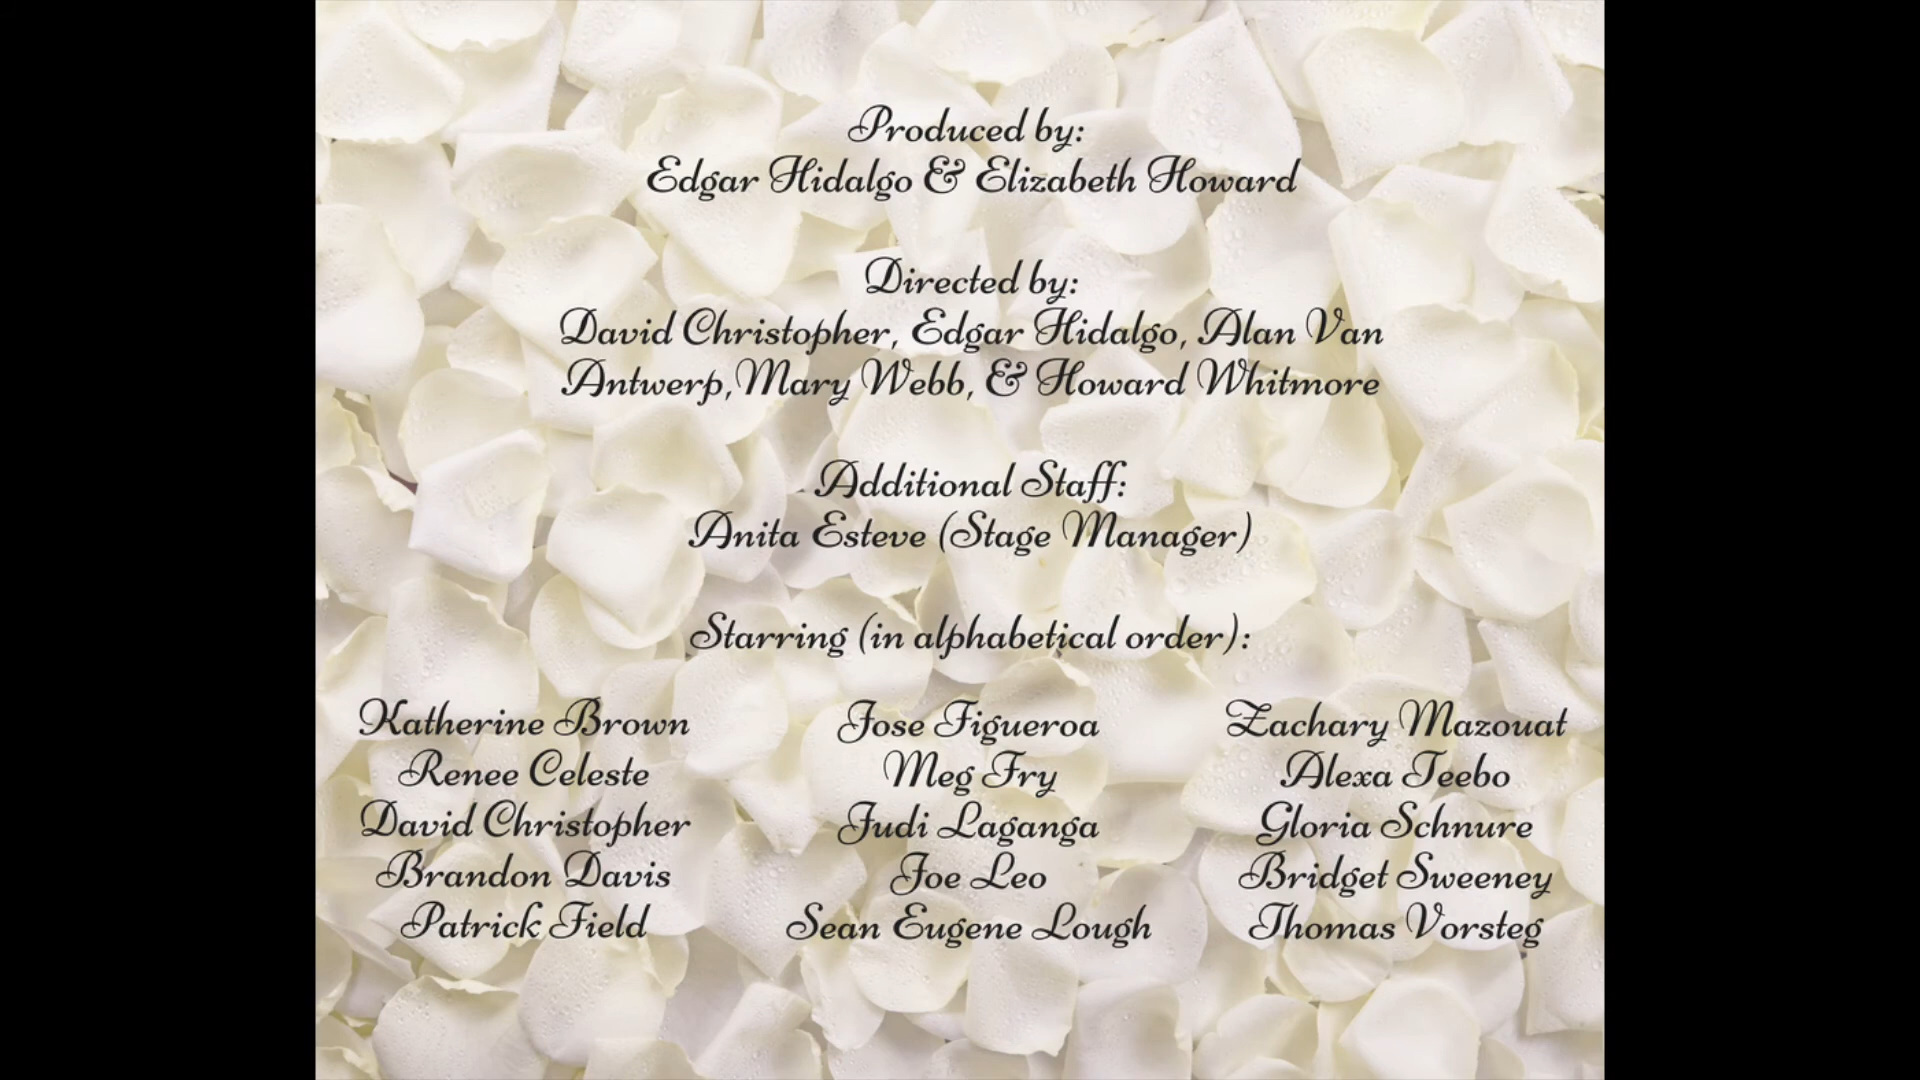 Produced by:
Edgar Hidalgo & Elizabeth Howard
Directed by:
David Christopher, Edgar Hidalgo, Alan Van
Antwerp,Mary Webb, & Howard Whitmore
Additional Staff:
Anita Esteve (Stage Manager)
Starring (in alphabetical order):
Katherine Brown
Renee Celeste
David Christopher
Brandon Davis
Patrick Field
Jose Figueroa
Meg Fry
Judi Laganga
Joe Leo
Sean Eugene Lough
Zachary Mazouat
Alexa Teebo
Gloria Schnure
Bridget Sweeney
Thomas Vorsteg